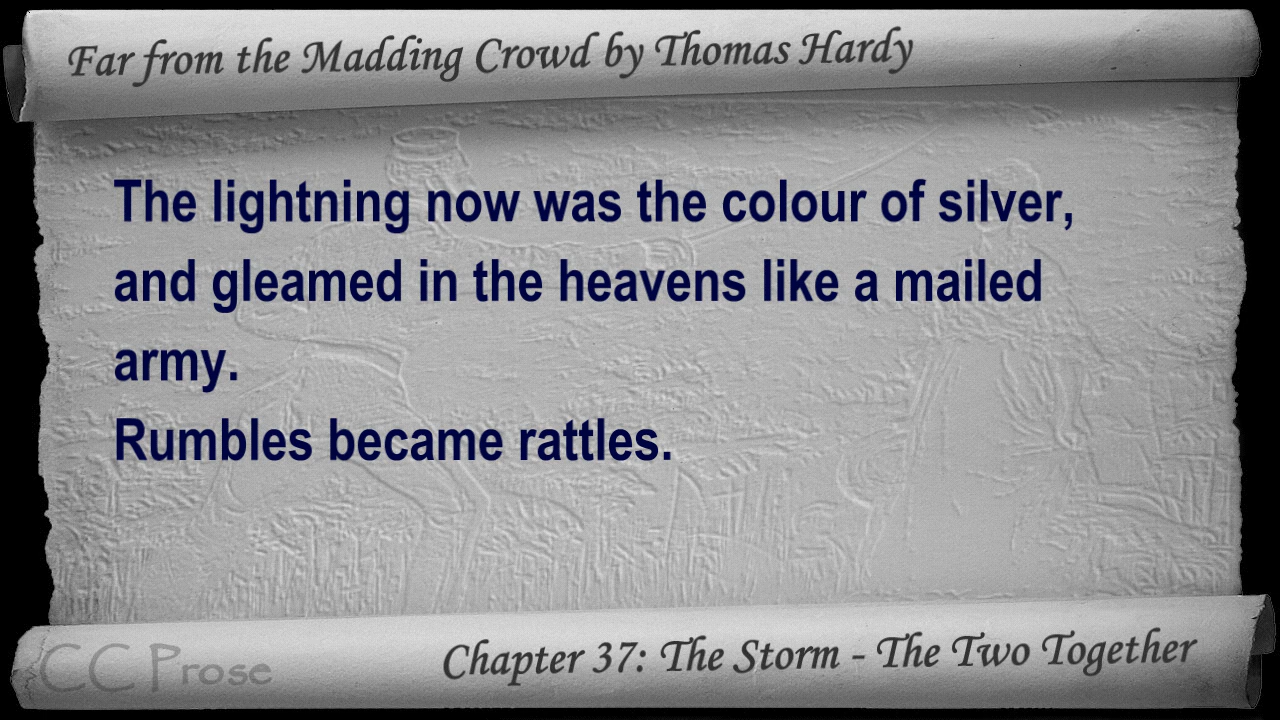 Far from the Madding Crowd by Thomas Hardy
The lightning now was the colour of silver,
and gleamed in the heavens like a mailed
army.
Rumbles became rattles.
CC Prose
Chapter 37: The Storm - The Two Together